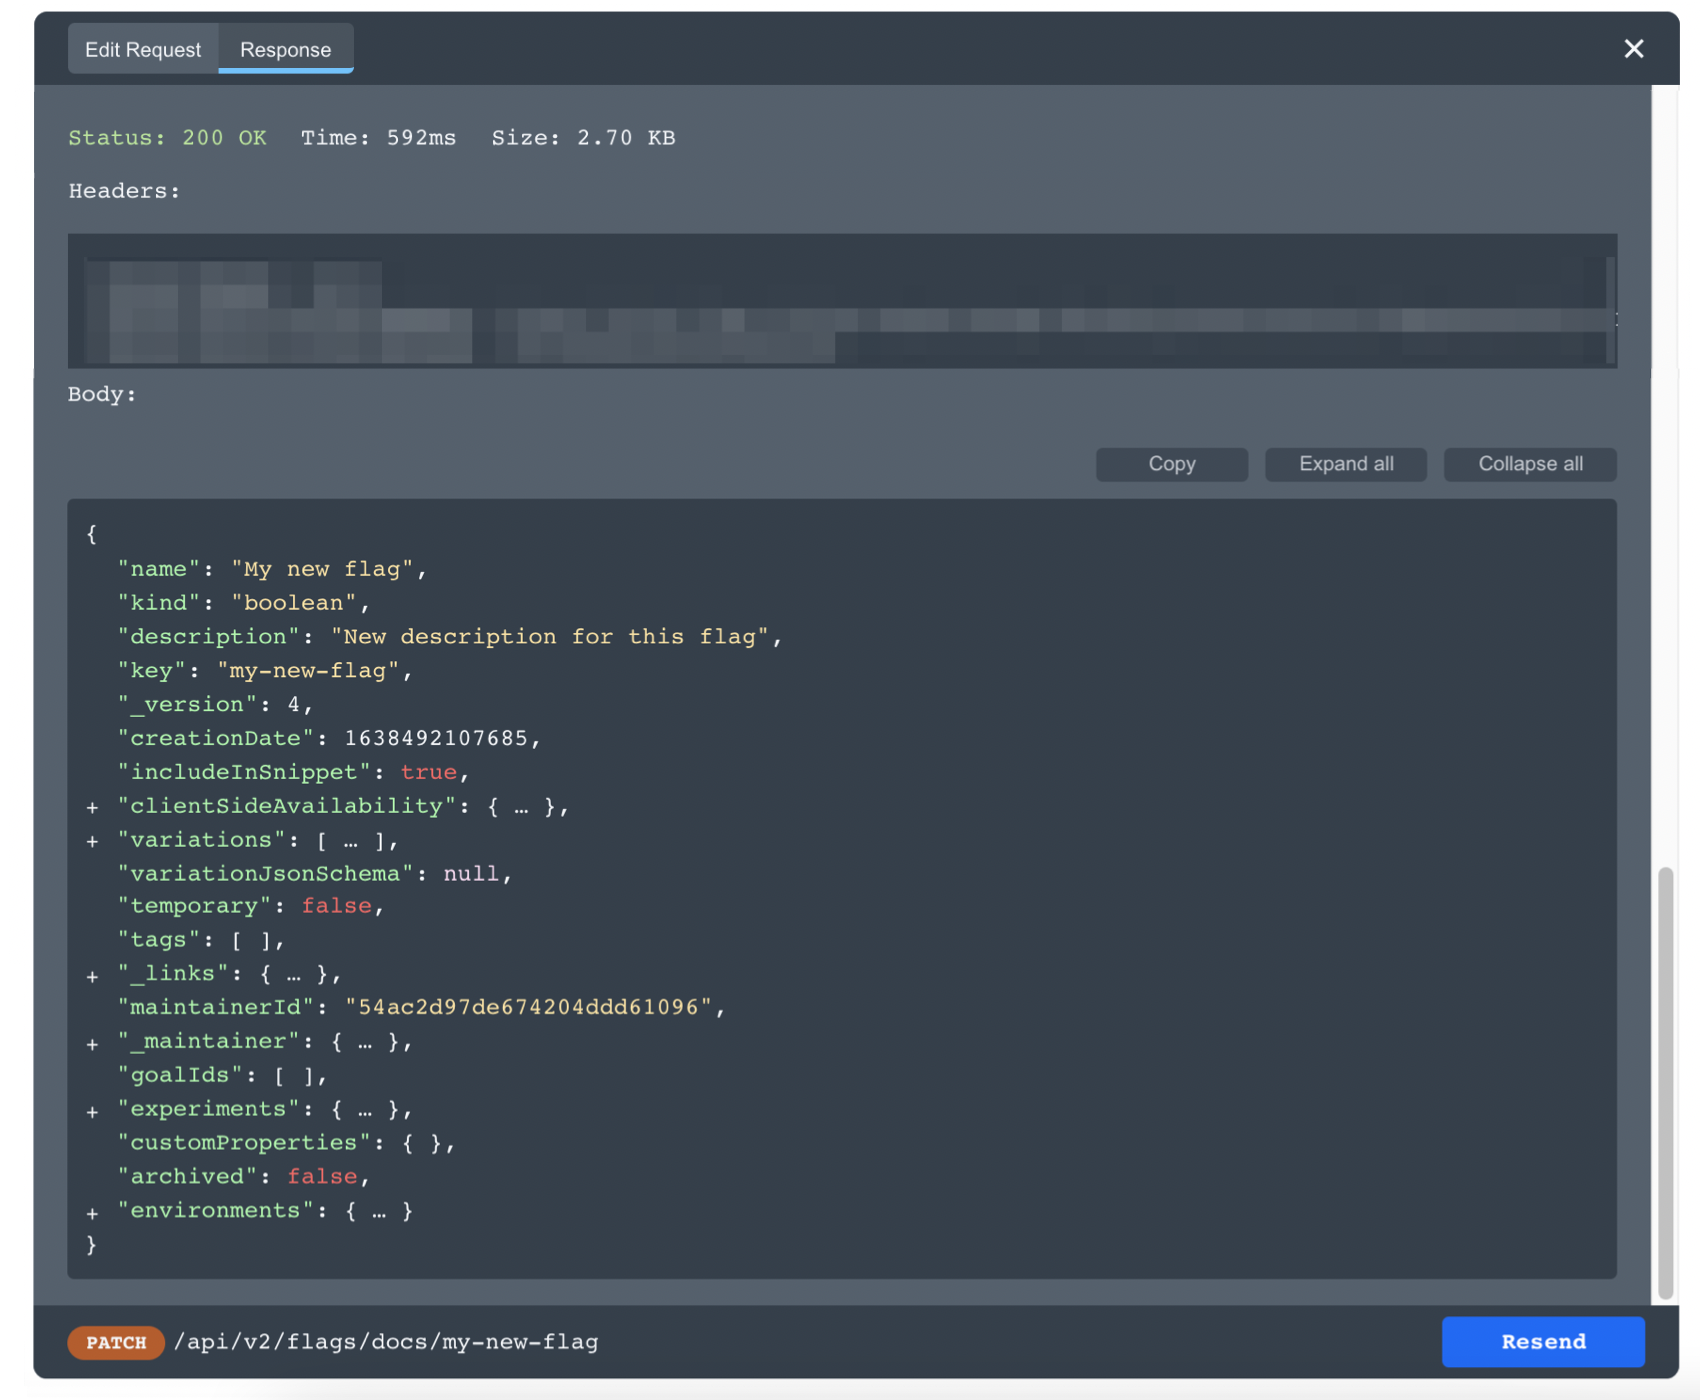 Edit Request Response
Status: 200 OK Time: 592ms Size: 2.70 KB
Headers:
Body:
Copy Expand all Collapse all
{
"name": "My new flag",
"kind": "boolean",
"description": "New description for this flag",
"key": "my-new-flag",
"_version": 4,
"creationDate": 1638492107685,
"includeInSnippet": true,
+ "clientSideAvailability": { … },
+ "variations": [ … ],
"variationJsonSchema": null,
"temporary": false,
"tags": [ ],
+ "_links": { … },
"maintainerId": "54ac2d97de674204ddd61096",
+ "_maintainer": { … },
"goalIds": [ ],
+ "experiments": { … },
"customProperties": { },
"archived": false,
+ "environments": { … }
}
PATCH /api/v2/flags/docs/my-new-flag Resend